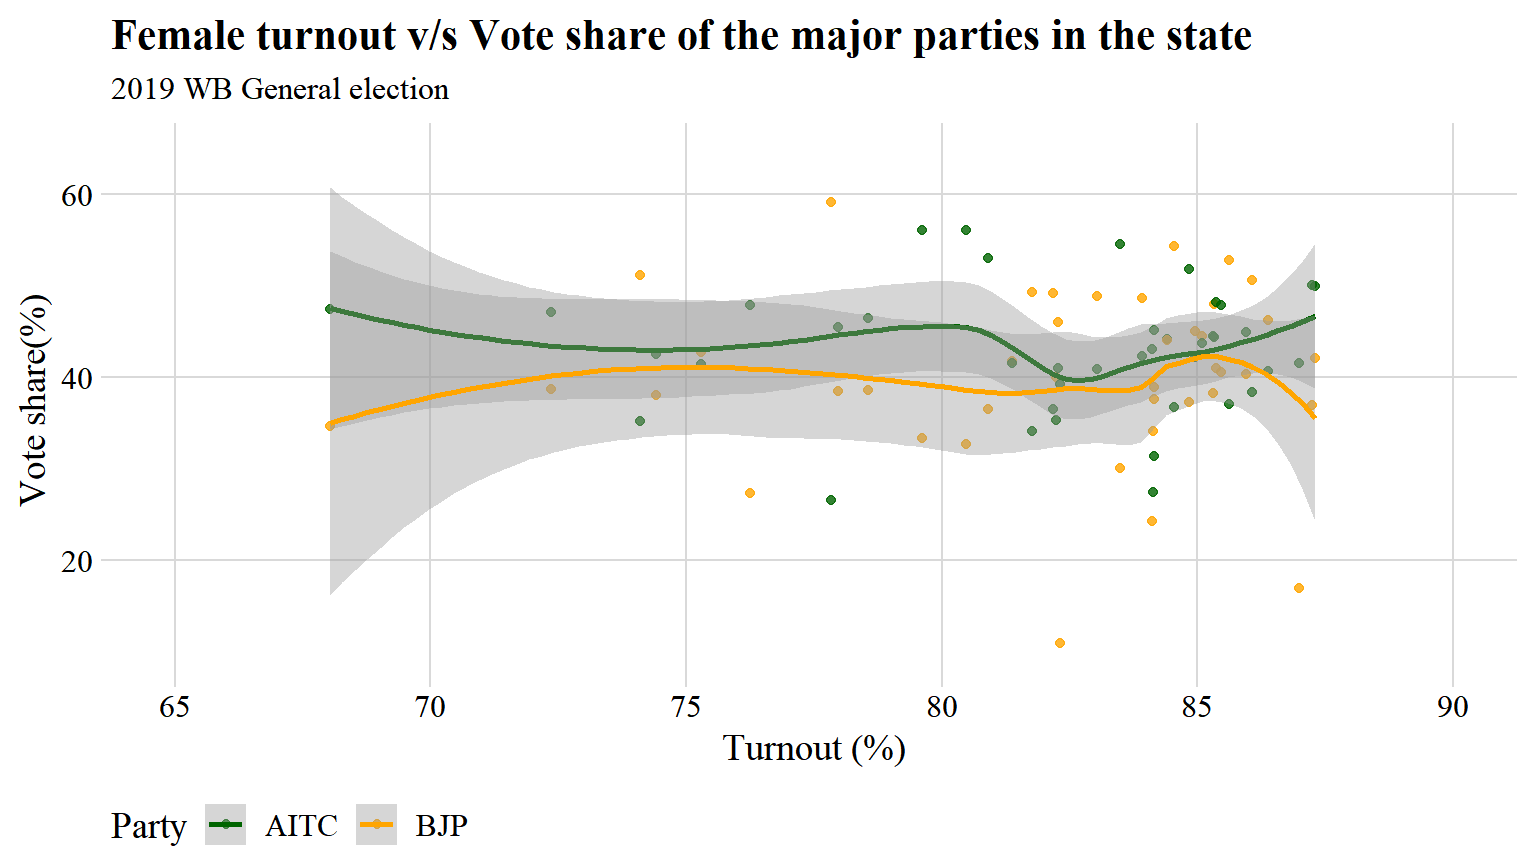 Female turnout v/s Vote share of the major parties in the state
2019 WB General election
60
40
20
Vote share(%)
65 70 75 80 85 90
Turnout (%)
Party AITC BJP